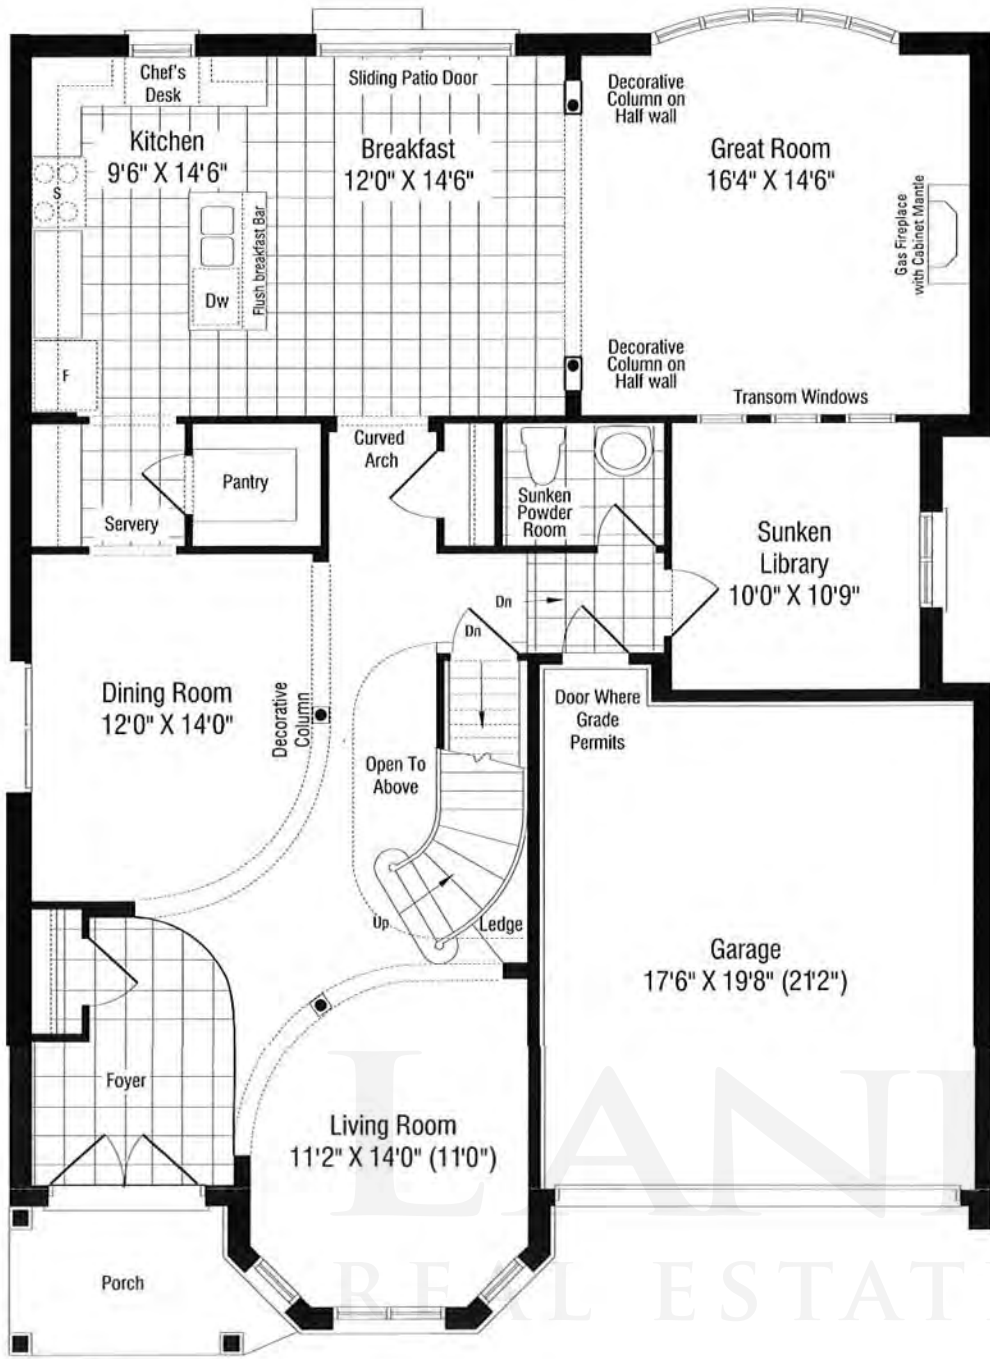 Chef's
Desk
Sliding Patio Door
Decorative
Column on
Half wall
Kitchen
9'6" X 14'6"
Breakfast
12'0" X 14'6"
Great Room
16'4" X 14'6"
S
Flush breakfast Bar
Gas Fireplace
with Cabinet Mantle
Dw
F
Decorative
Column on
Half wall
Transom Windows
Curved
Arch
Pantry
Servery
Sunken
Powder
Room
Sunken
Library
10'0" X 10'9"
Dn
Dn
Dining Room
12'0" X 14'0"
Decorative
Column
Door Where
Grade
Permits
Open To
Above
Up
Ledge
Garage
17'6" X 19'8" (21'2")
Foyer
Living Room
11'2" X 14'0" (11'0")
Porch
REAL ESTAT